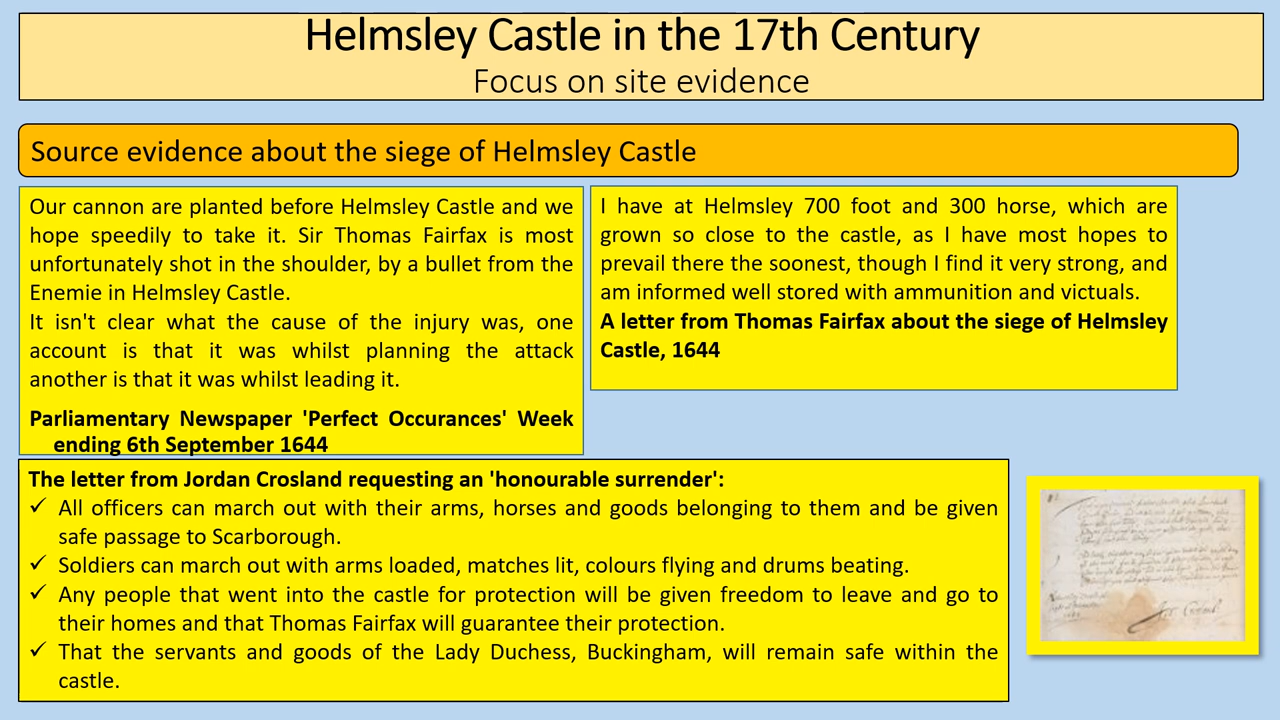 Helmsley Castle in the 17th Century
Focus on site evidence
Source evidence about the siege of Helmsley Castle
Our cannon are planted before Helmsley Castle and we
hope speedily to take it. Sir Thomas Fairfax is most
unfortunately shot in the shoulder, by a bullet from the
Enemie in Helmsley Castle.
It isn't clear what the cause of the injury was, one
account is that it was whilst planning the attack
another is that it was whilst leading it.
Parliamentary Newspaper 'Perfect Occurances' Week
ending 6th September 1644
I have at Helmsley 700 foot and 300 horse, which are
grown so close to the castle, as I have most hopes to
prevail there the soonest, though I find it very strong, and
am informed well stored with ammunition and victuals.
A letter from Thomas Fairfax about the siege of Helmsley
Castle, 1644
The letter from Jordan Crosland requesting an 'honourable surrender':
✓ All officers can march out with their arms, horses and goods belonging to them and be given
safe passage to Scarborough.
✓ Soldiers can march out with arms loaded, matches lit, colours flying and drums beating.
✓ Any people that went into the castle for protection will be given freedom to leave and go to
their homes and that Thomas Fairfax will guarantee their protection.
✓ That the servants and goods of the Lady Duchess, Buckingham, will remain safe within the
castle.